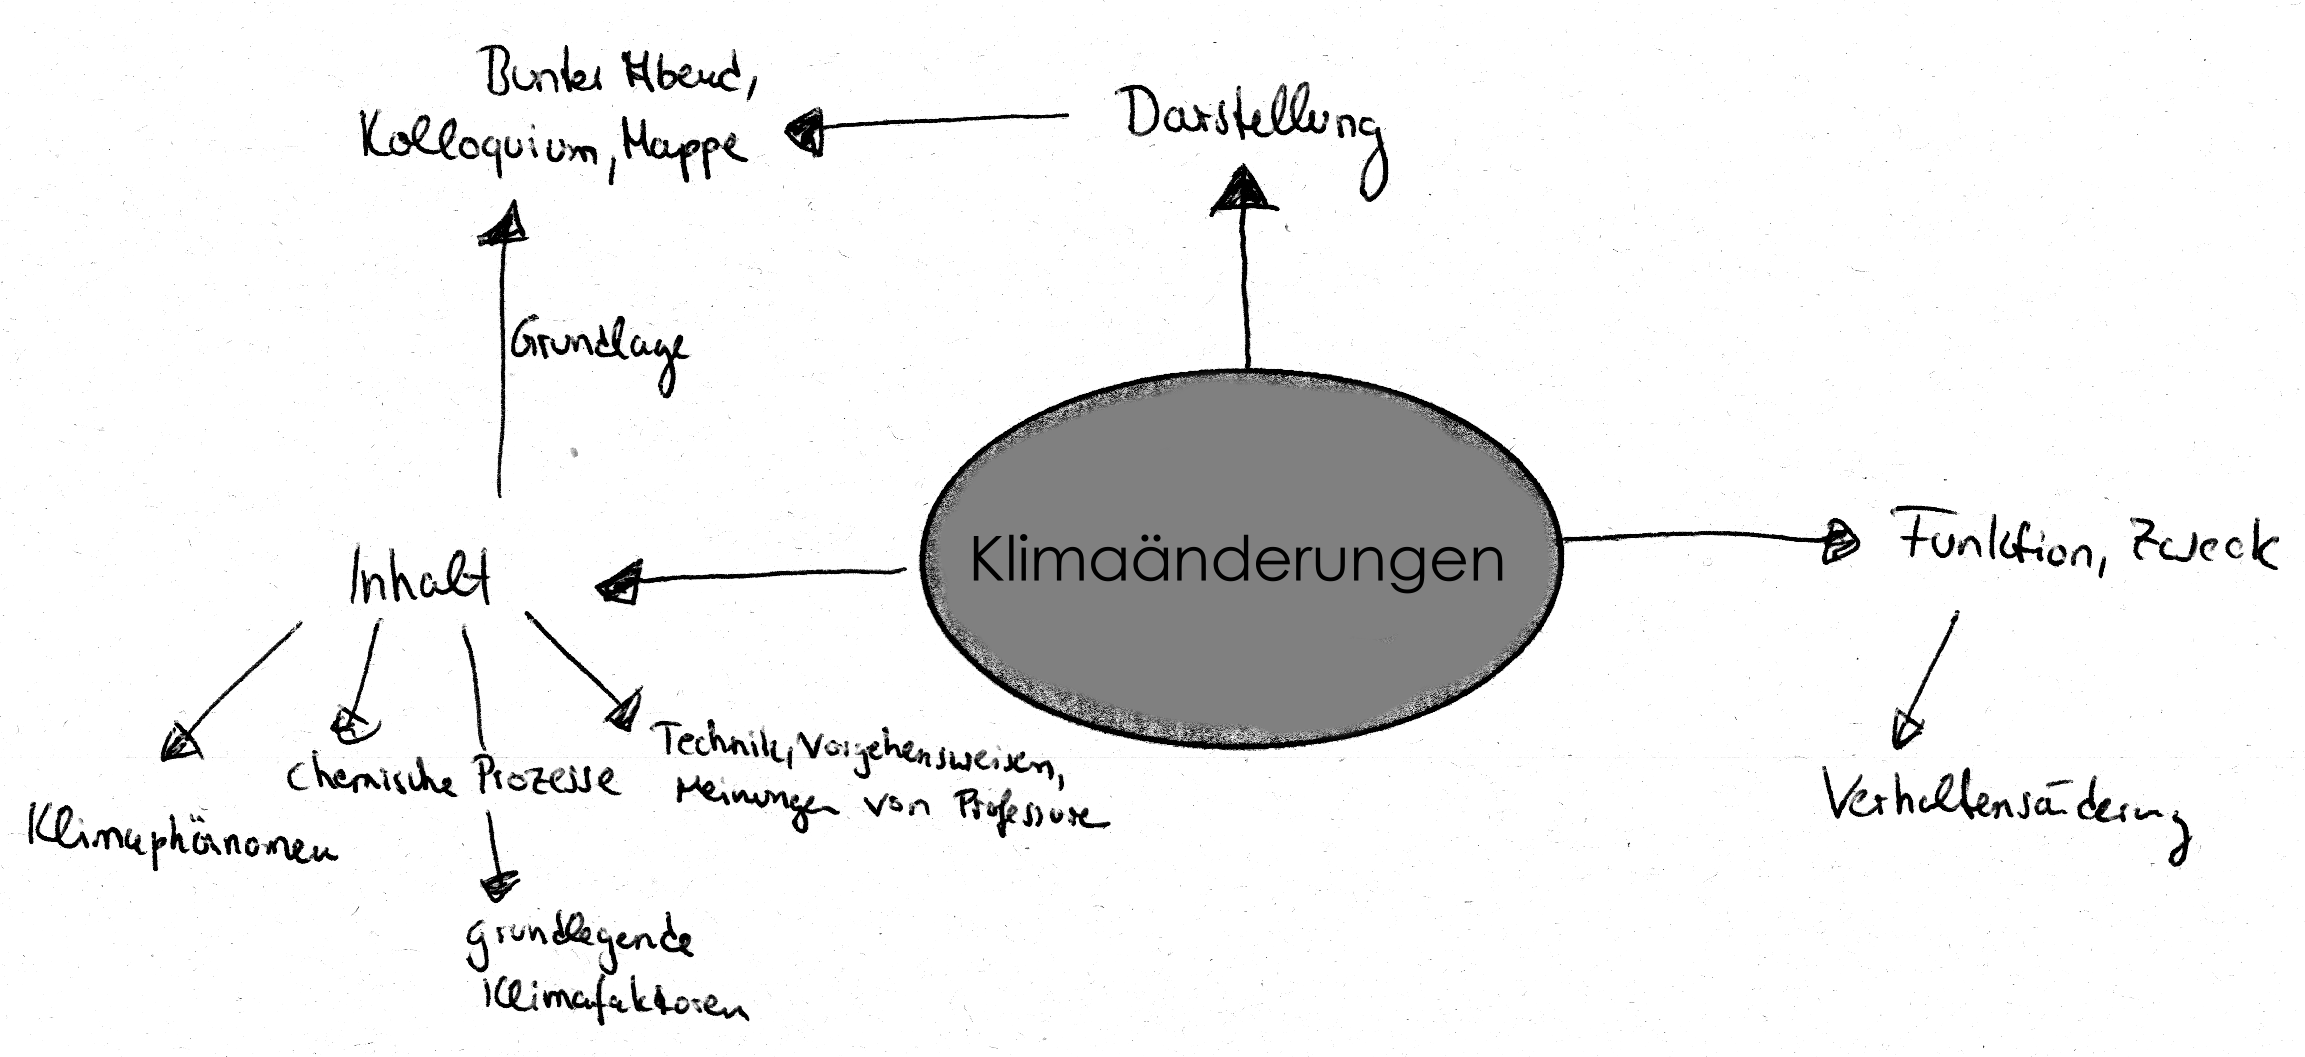 Bunter Abend,
Kolloquium, Mappe
Darstellung
Grundlage
Klimaänderungen
Inhalt
Funktion, Zweck
Klimaphänomen
Chemische Prozesse
Technik, Vorgehensweisen,
Meinungen von Professure
Verhaltensänderung
grundlegende
Klimafaktoren